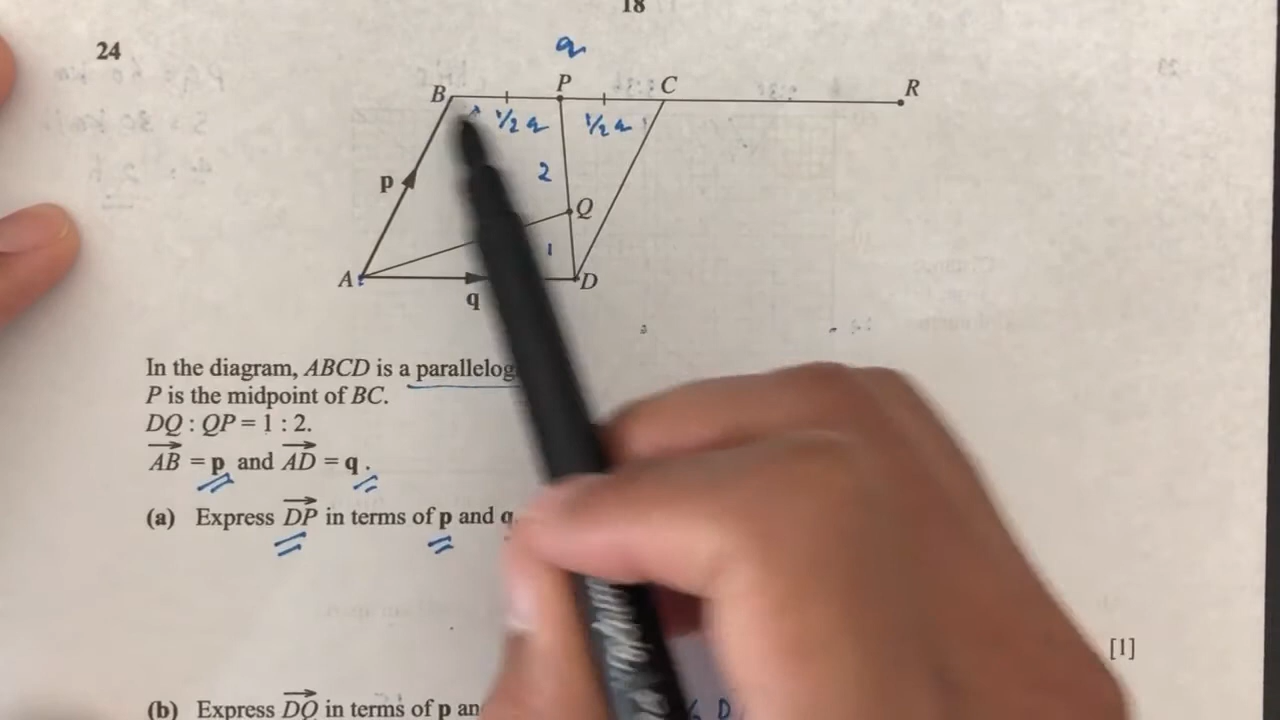 18
24
q
B P C R
½ q ½ q
p
2
Q
1
A D
q
In the diagram, ABCD is a parallelog
P is the midpoint of BC.
DQ : QP = 1 : 2.
AB = p and AD = q.
(a) Express DP in terms of p and q
[1]
(b) Express DQ in terms of p an
D